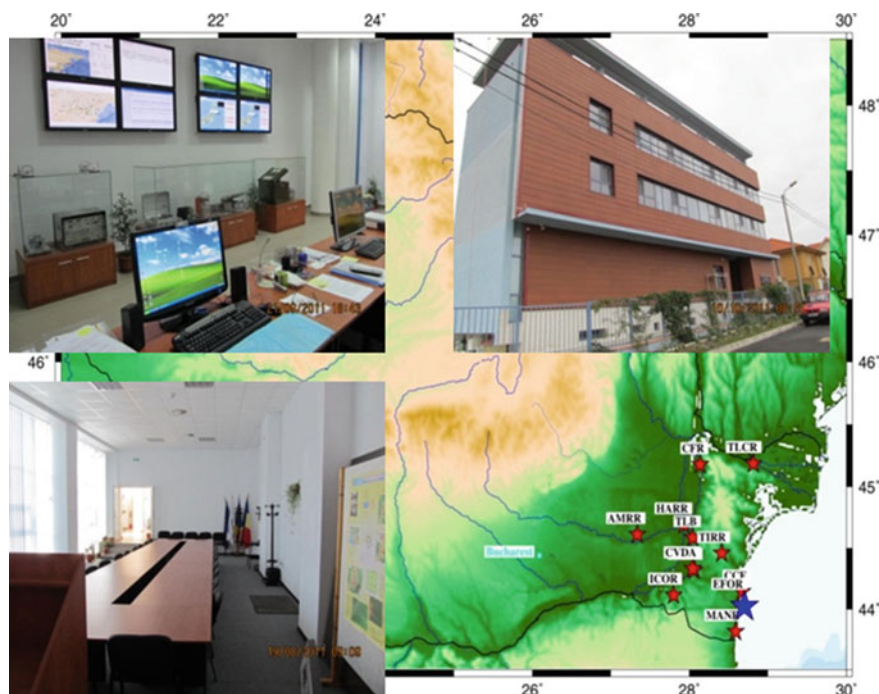 20˚ 22˚ 24˚ 26˚ 28˚ 30˚
48˚
47˚
46˚ 46˚
CFR TLCR
45˚
HARR
AMRR TLB
TIRR
Bucharest CVDA
ICOR EFOR
44˚
MAN
26˚ 28˚ 30˚